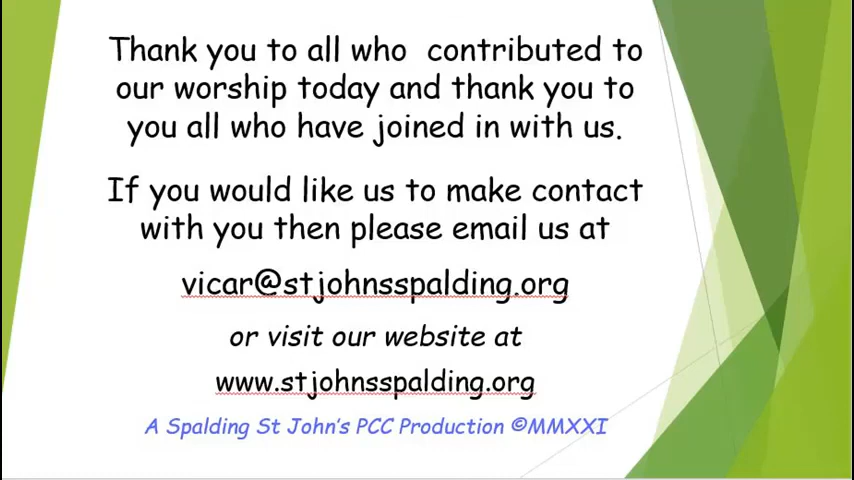 Thank you to all who contributed to
our worship today and thank you to
you all who have joined in with us.
If you would like us to make contact
with you then please email us at
vicar@stjohnsspalding.org
or visit our website at
www.stjohnsspalding.org
A Spalding St John's PCC Production ©MMXXI